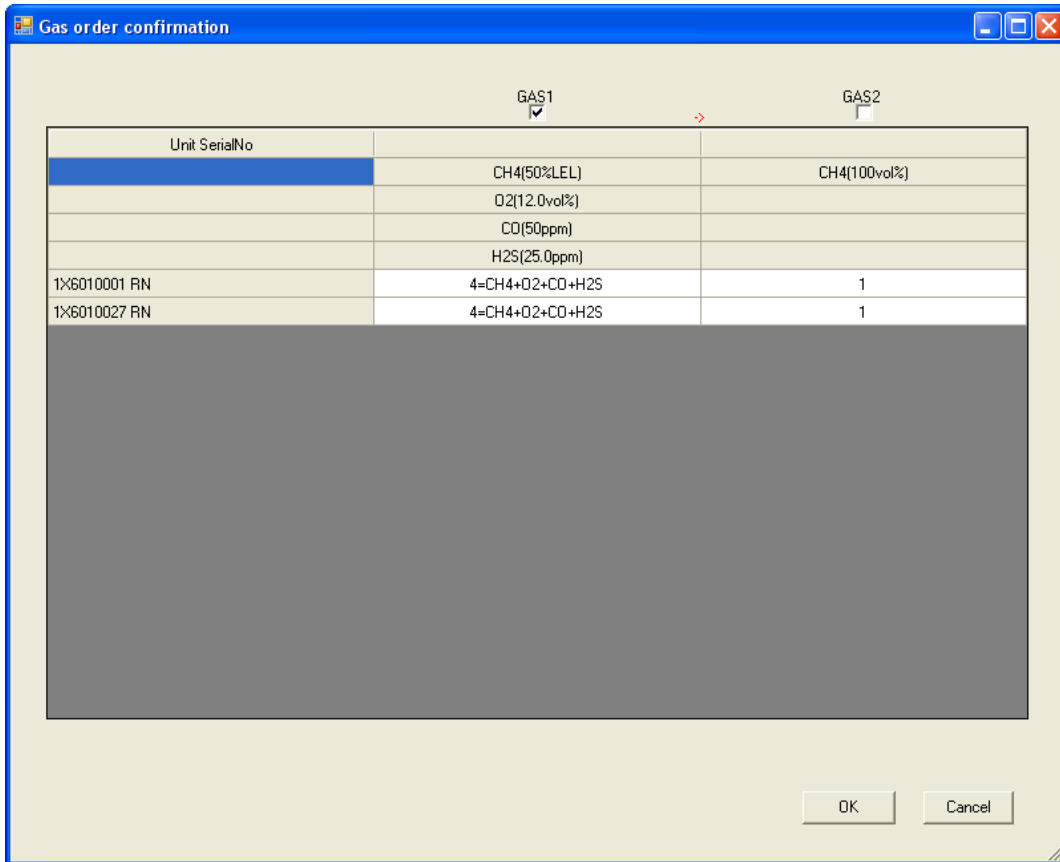 Gas order confirmation
GAS1 GAS2
->
Unit SerialNo
CH4(50%LEL) CH4(100vol%)
O2(12.0vol%)
CO(50ppm)
H2S(25.0ppm)
1X6010001 RN 4=CH4+O2+CO+H2S 1
1X6010027 RN 4=CH4+O2+CO+H2S 1
OK Cancel